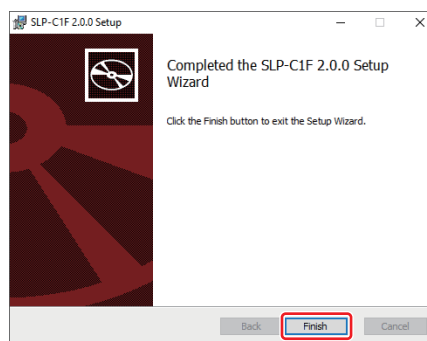 SLP-C1F 2.0.0 Setup
Completed the SLP-C1F 2.0.0 Setup
Wizard
Click the Finish button to exit the Setup Wizard.
Back
Finish
Cancel